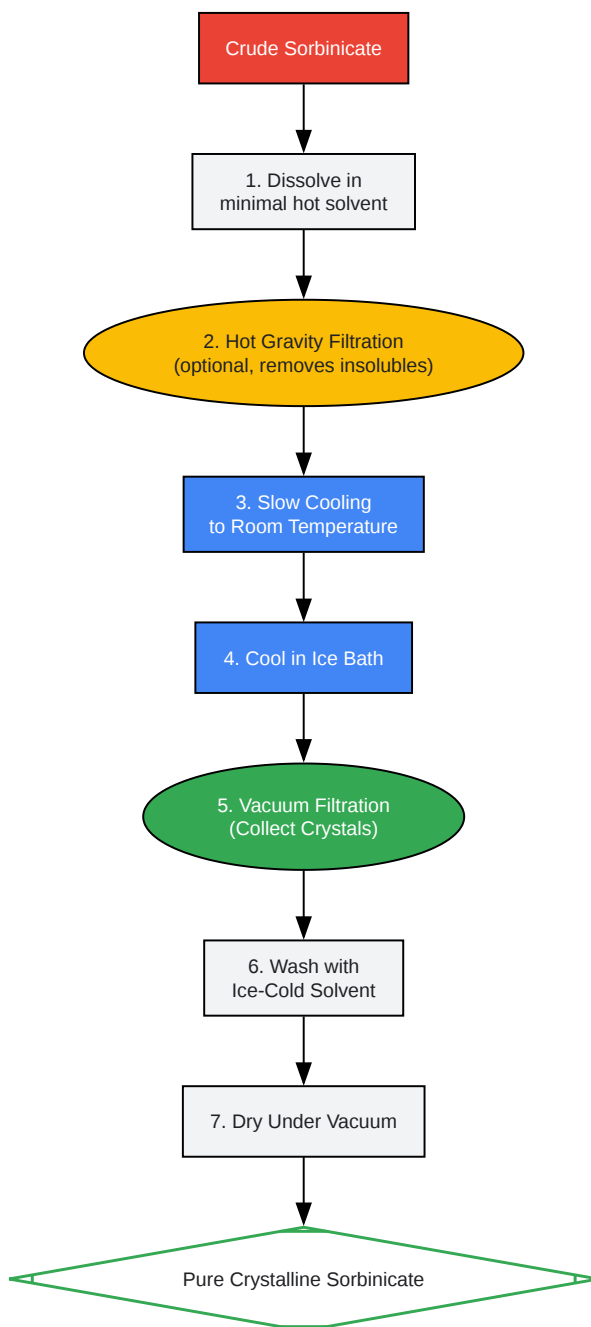 Crude Sorbinicate
1. Dissolve in
minimal hot solvent
2. Hot Gravity Filtration
(optional, removes insolubles)
3. Slow Cooling
to Room Temperature
4. Cool in Ice Bath
5. Vacuum Filtration
(Collect Crystals)
6. Wash with
Ice-Cold Solvent
7. Dry Under Vacuum
Pure Crystalline Sorbinicate